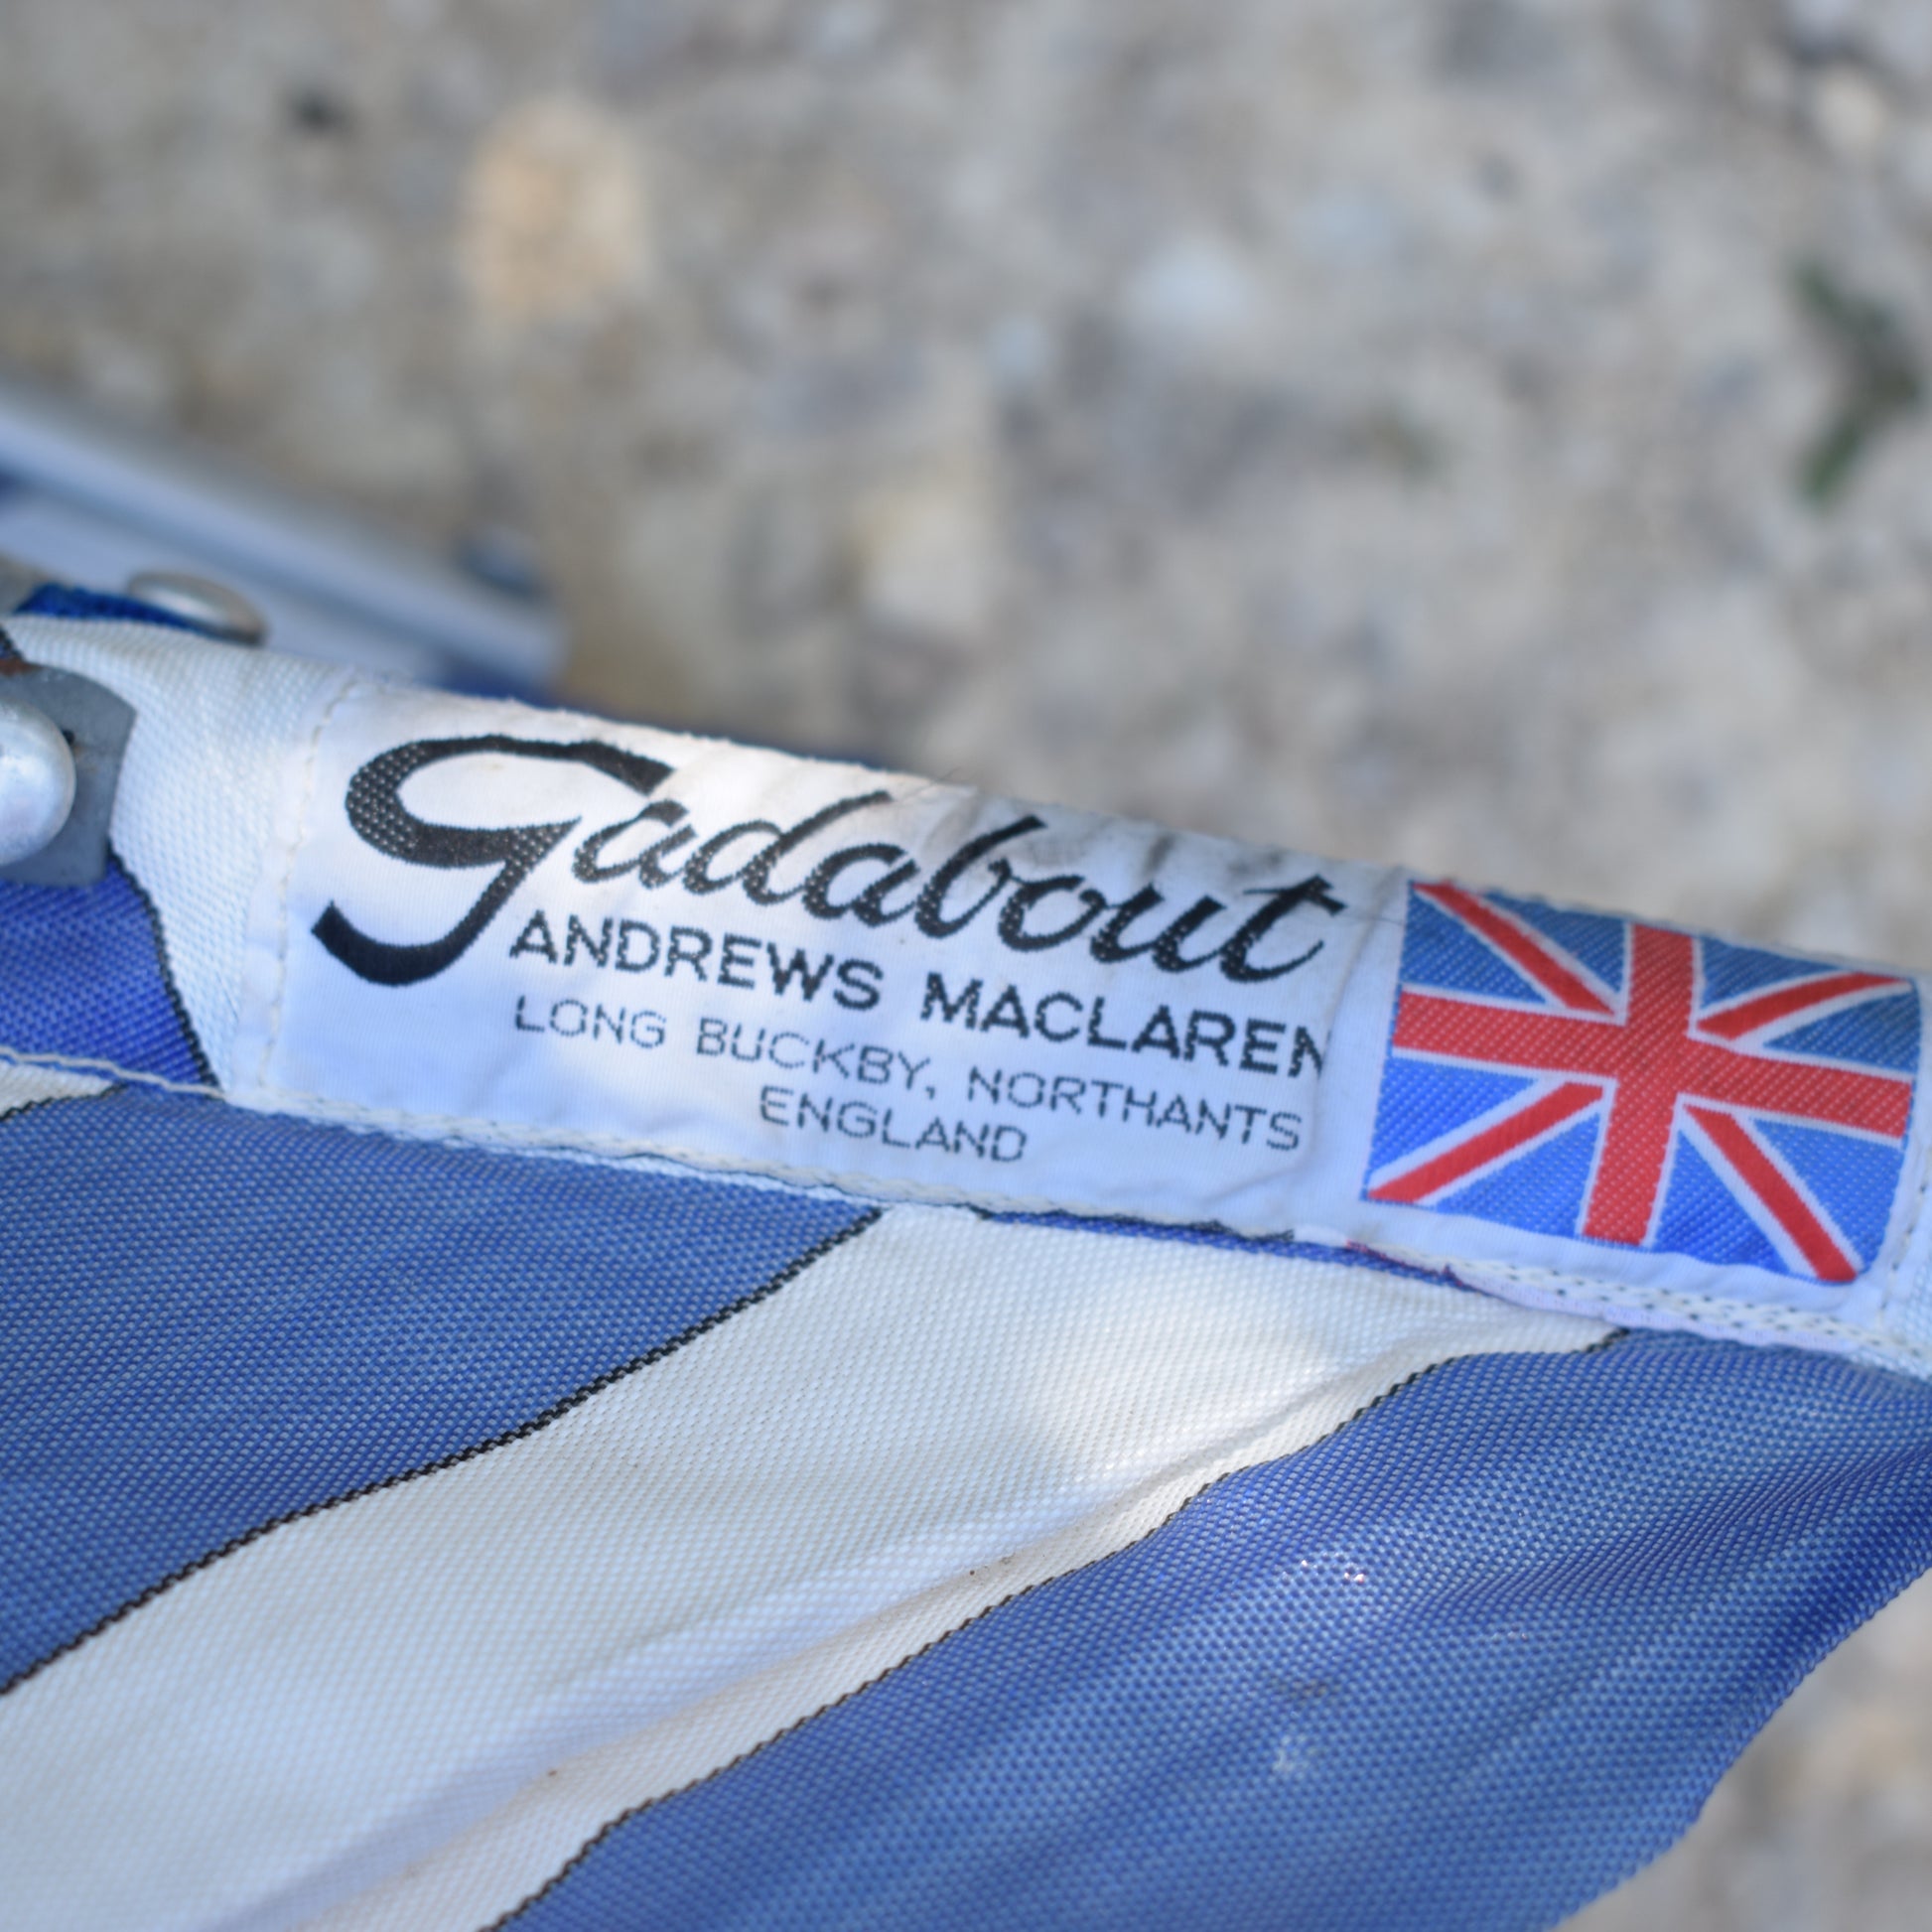 Gadabout
ANDREWS MACLAREN
LONG BUCKBY, NORTHANTS
ENGLAND